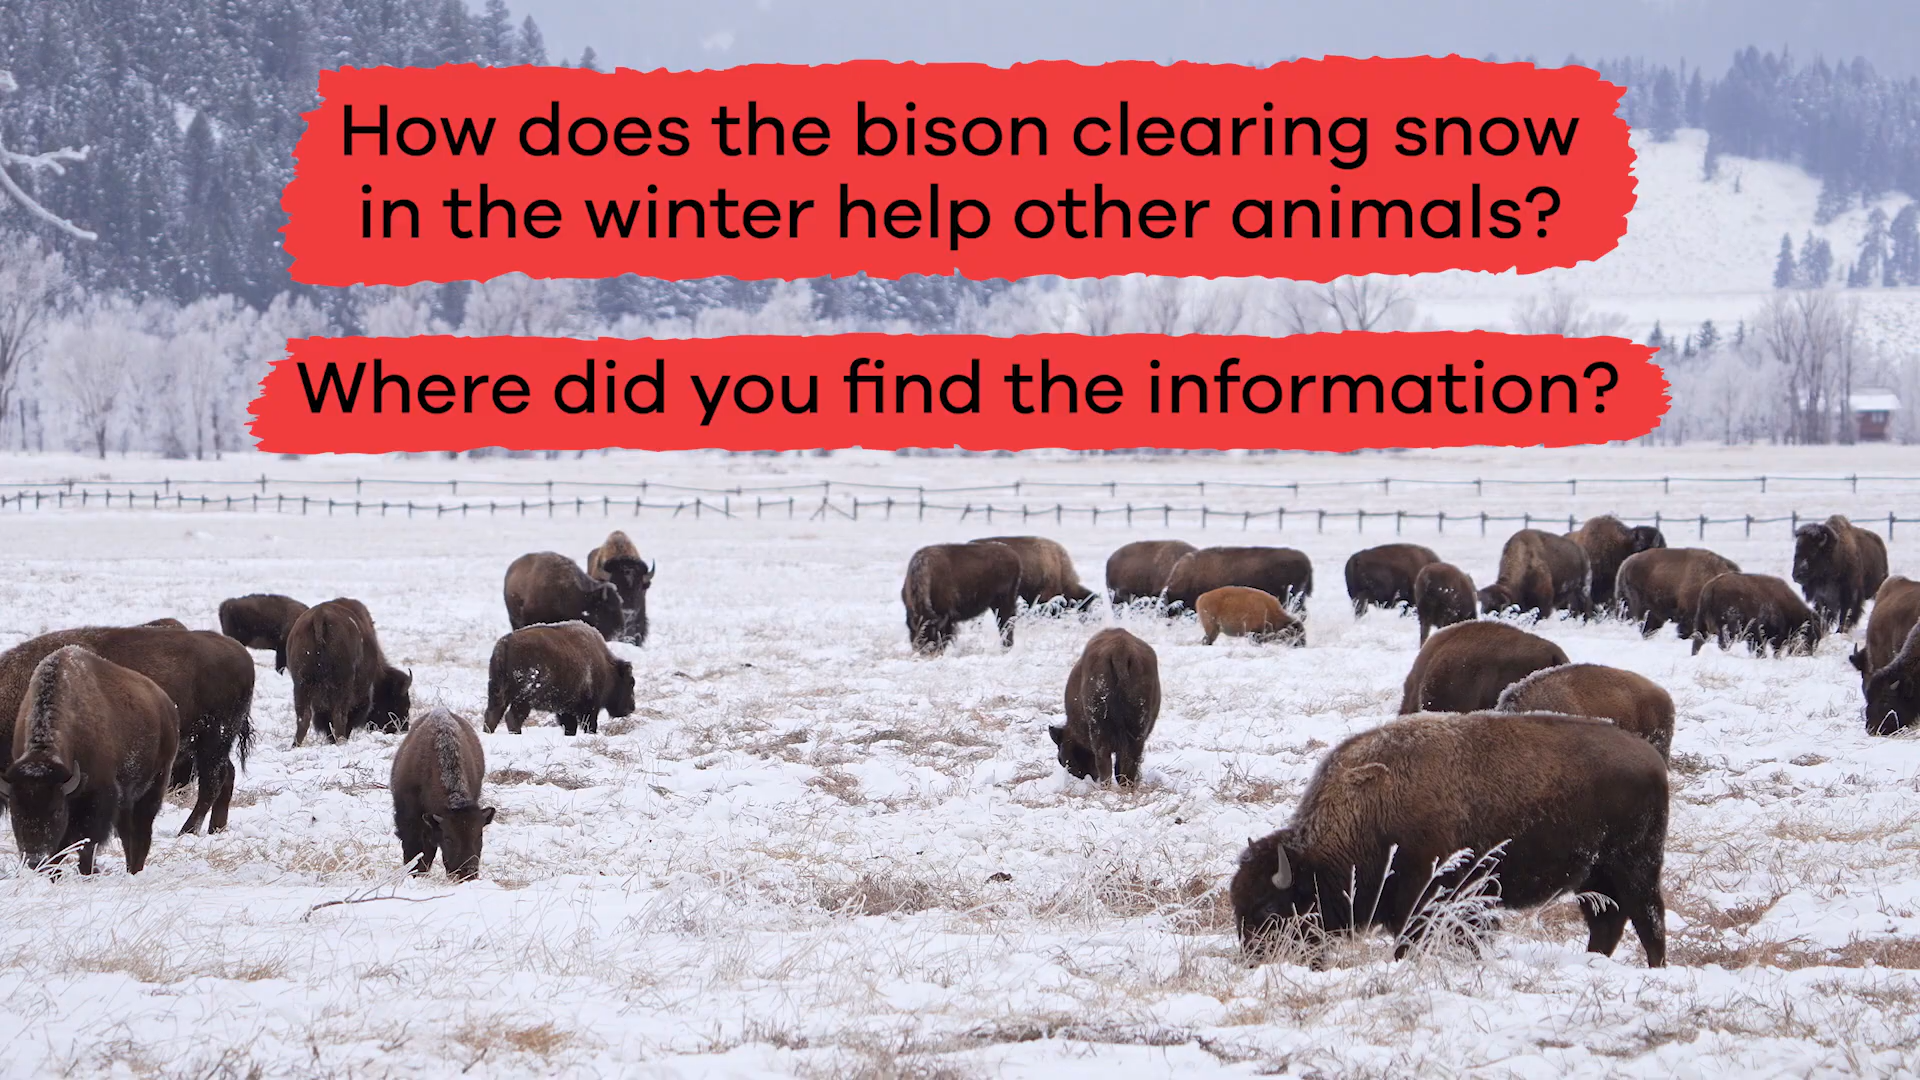 How does the bison clearing snow
in the winter help other animals?
Where did you find the information?